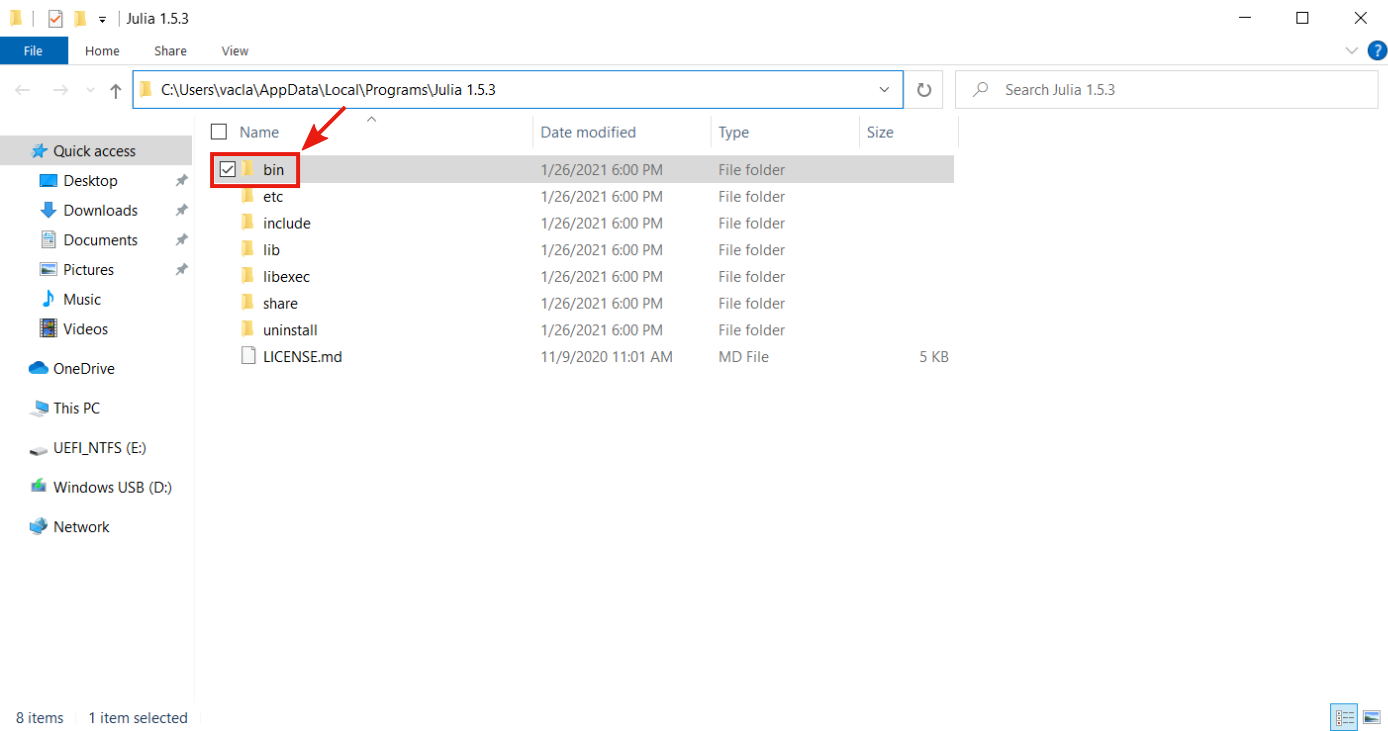 Julia 1.5.3
File Home Share View
C:\Users\vacla\AppData\Local\Programs\Julia 1.5.3
Search Julia 1.5.3
Name Date modified Type Size
Quick access
Desktop
Downloads
Documents
Pictures
Music
Videos
OneDrive
This PC
UEFI_NTFS (E:)
Windows USB (D:)
Network
bin 1/26/2021 6:00 PM File folder
etc 1/26/2021 6:00 PM File folder
include 1/26/2021 6:00 PM File folder
lib 1/26/2021 6:00 PM File folder
libexec 1/26/2021 6:00 PM File folder
share 1/26/2021 6:00 PM File folder
uninstall 1/26/2021 6:00 PM File folder
LICENSE.md 11/9/2020 11:01 AM MD File 5 KB
8 items 1 item selected